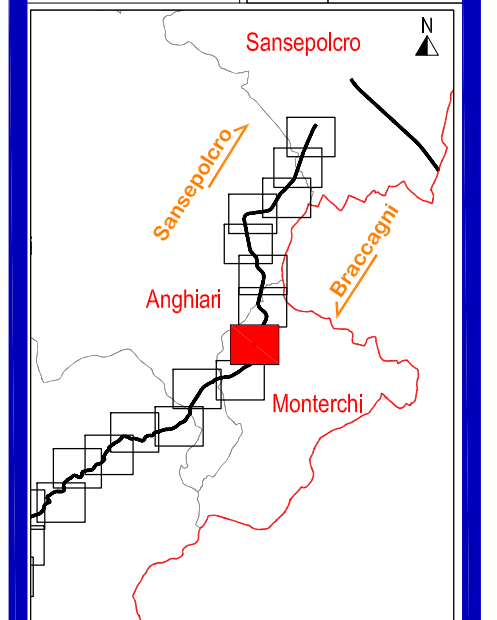 N
Sansepolcro
Sansepolcro
Braccagni
Anghiari
Monterchi